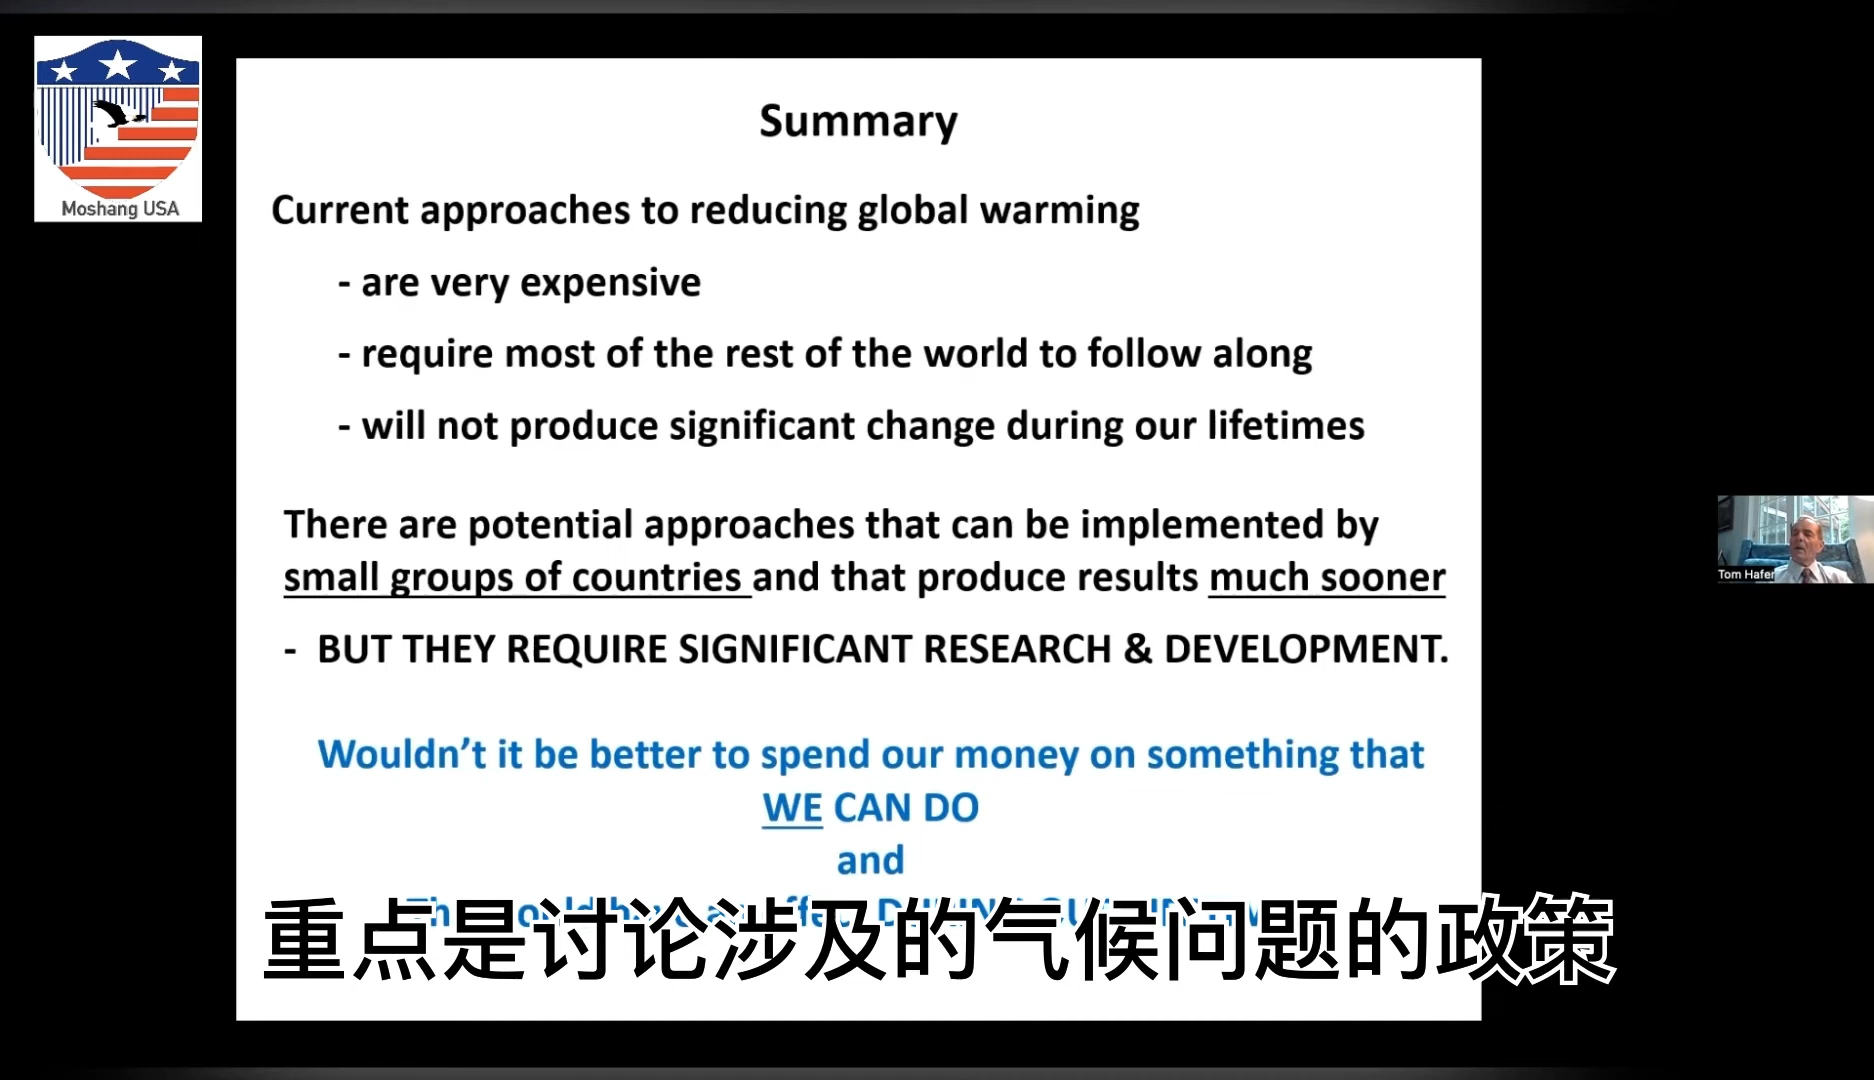 Moshang USA
Summary
Current approaches to reducing global warming
- are very expensive
- require most of the rest of the world to follow along
- will not produce significant change during our lifetimes
There are potential approaches that can be implemented by
small groups of countries and that produce results much sooner
- BUT THEY REQUIRE SIGNIFICANT RESEARCH & DEVELOPMENT.
Wouldn’t it be better to spend our money on something that
WE CAN DO
and
重点是讨论涉及的气候问题的政策
Tom Hafer